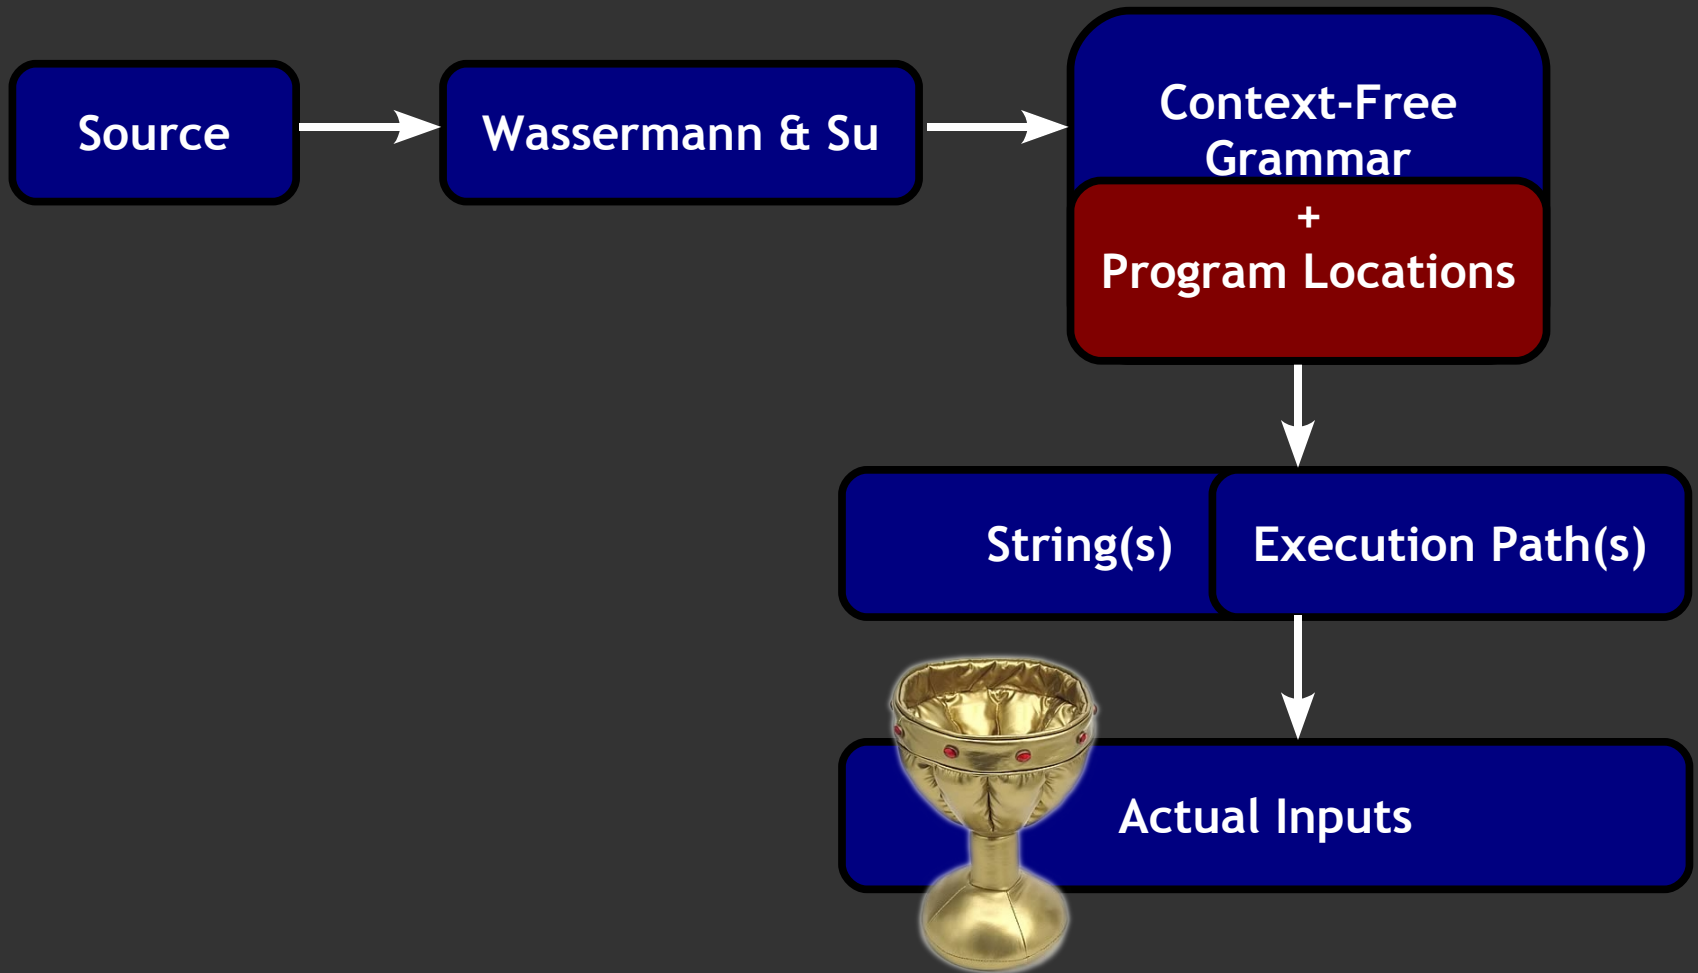 Source
Wassermann & Su
Context-Free
Grammar
+
Program Locations
String(s)
Execution Path(s)
Actual Inputs